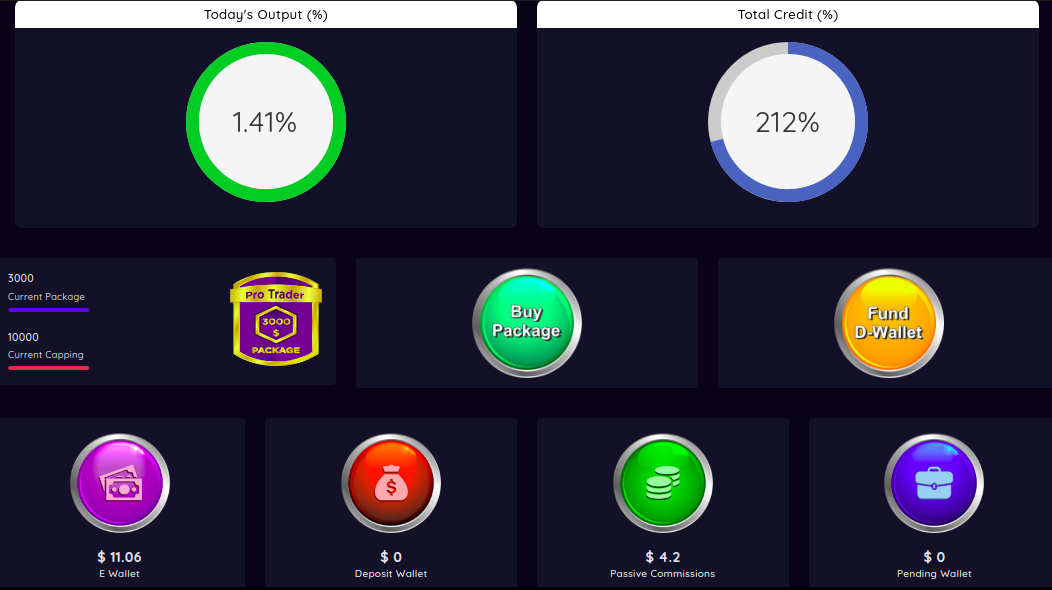 Today's Output (%)
Total Credit (%)
1.41%
212%
3000
Current Package
10000
Current Capping
Pro Trader
3000
$
PACKAGE
Buy
Package
Fund
D-Wallet
$
$ 11.06
E Wallet
$ 0
Deposit Wallet
$ 4.2
Passive Commissions
$ 0
Pending Wallet